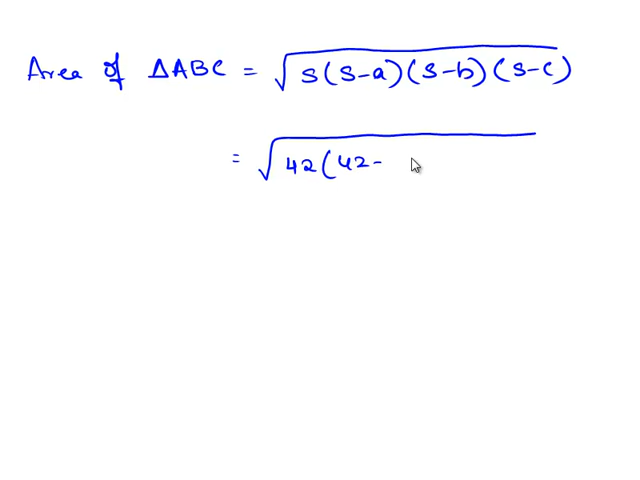 Area of ΔABC = √s(s-a)(s-b)(s-c)
= √42(42-